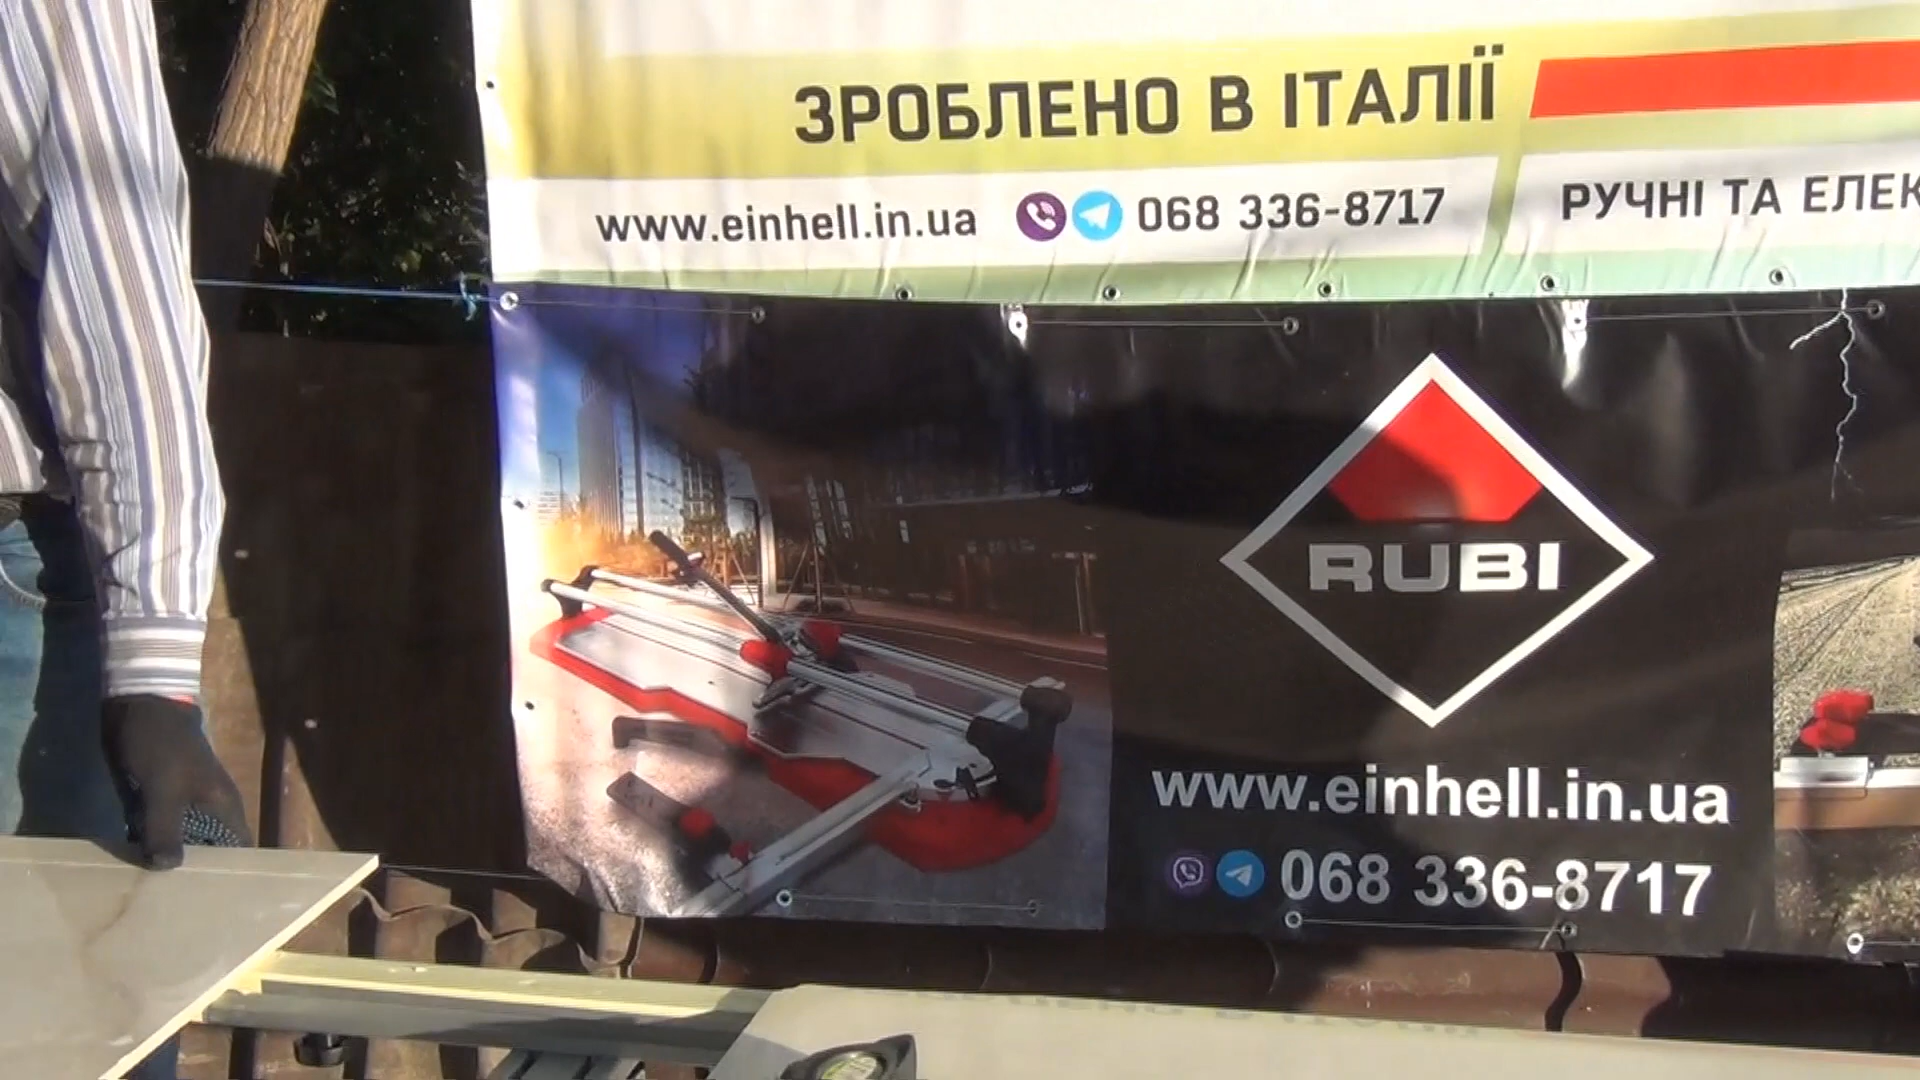 ЗРОБЛЕНО В ІТАЛІЇ
www.einhell.in.ua 068 336-8717
РУЧНІ ТА ЕЛЕК
RUBI
www.einhell.in.ua
068 336-8717